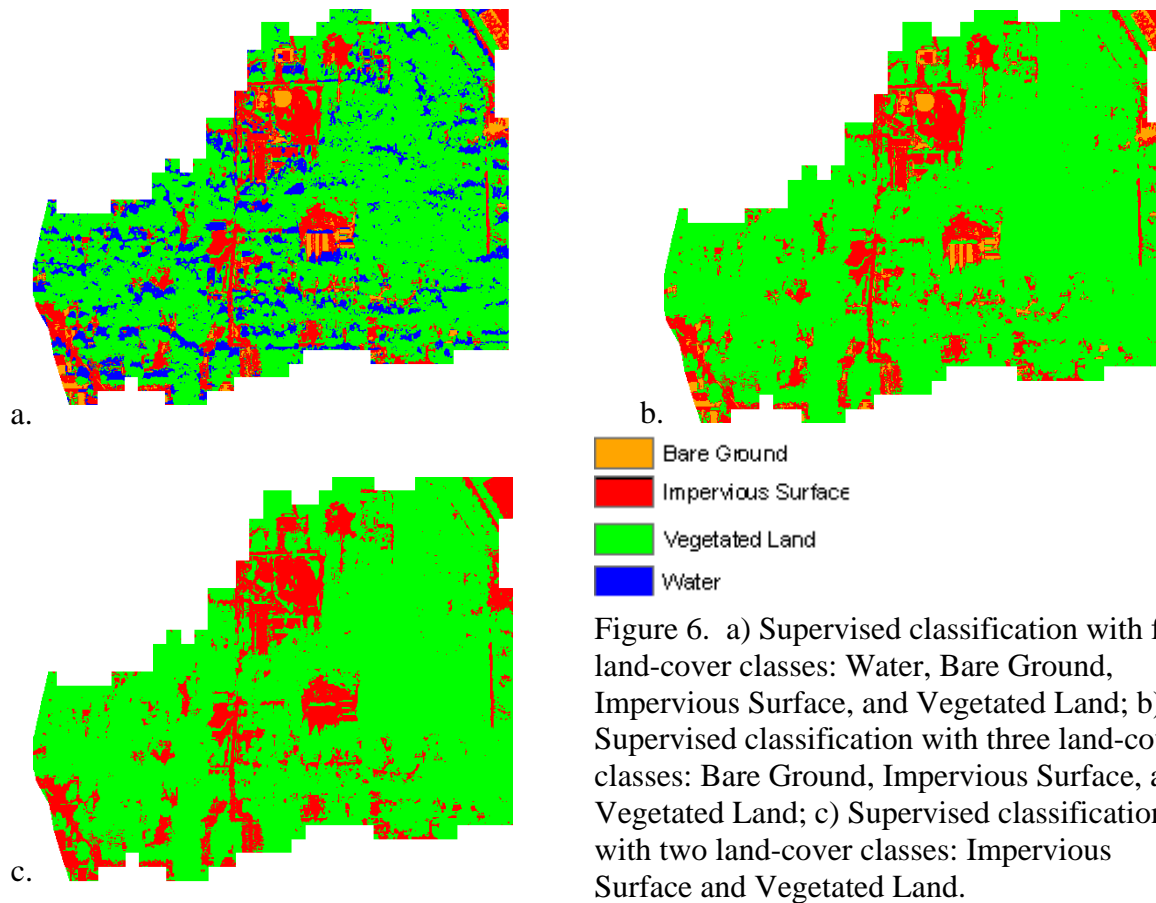 a.
b.
Bare Ground
Impervious Surface
Vegetated Land
Water
c.
Figure 6. a) Supervised classification with
land-cover classes: Water, Bare Ground,
Impervious Surface, and Vegetated Land; b)
Supervised classification with three
classes: Bare Ground, Impervious Surface,
Vegetated Land; c) Supervised classification
with two land-cover classes: Impervious
Surface and Vegetated Land.